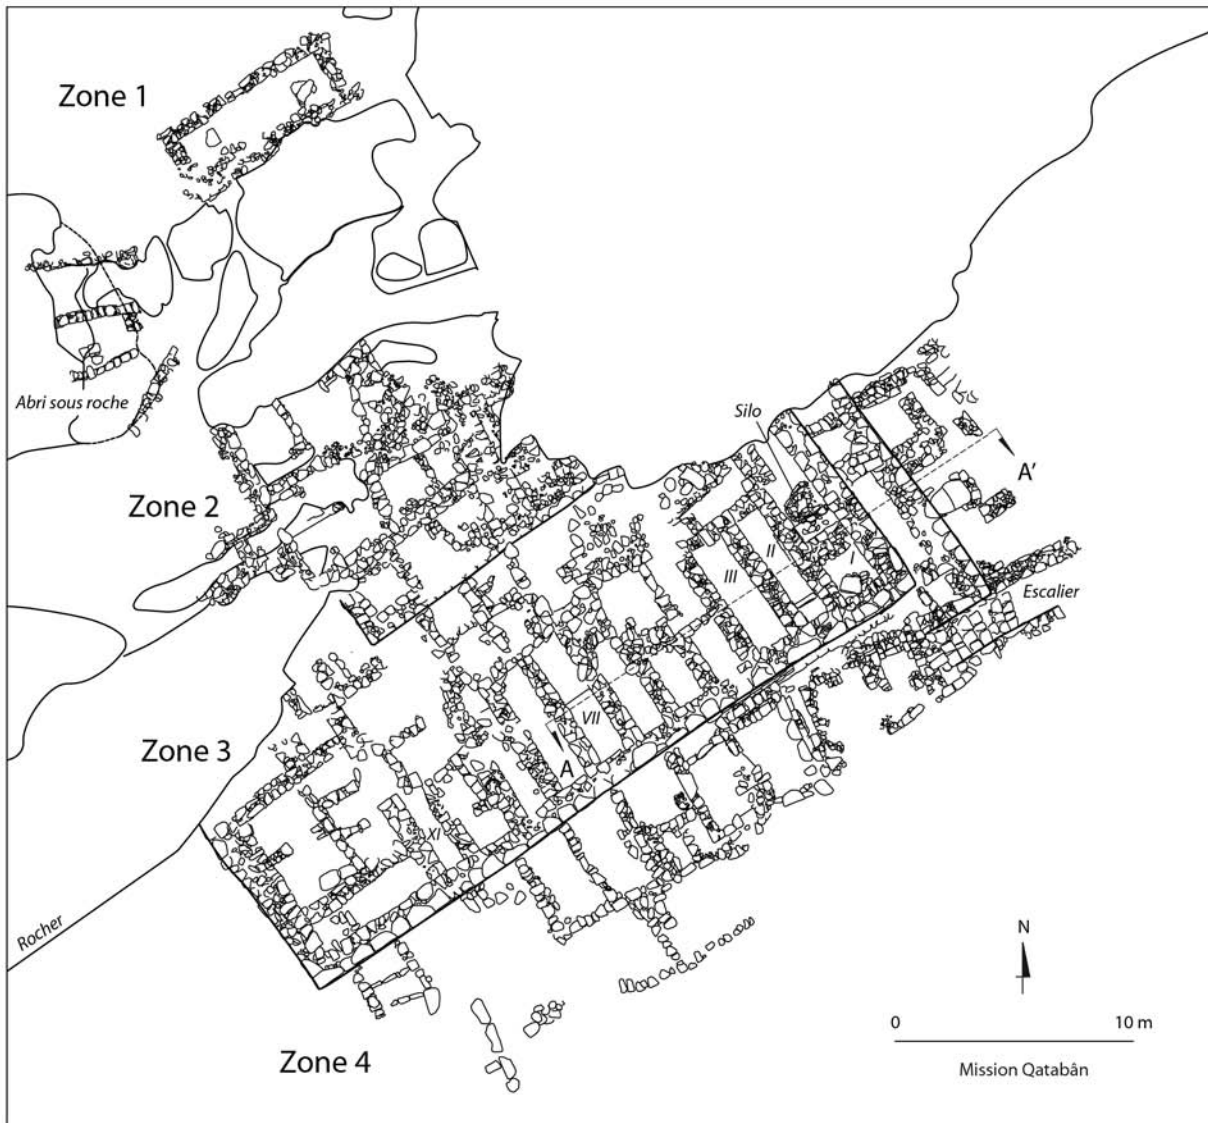 Zone 1
Abri sous roche
Silo
A'
Zone 2
II
I
III
Escalier
VII
Zone 3
A
XI
Rocher
N
0 10 m
Zone 4
Mission Qatabân